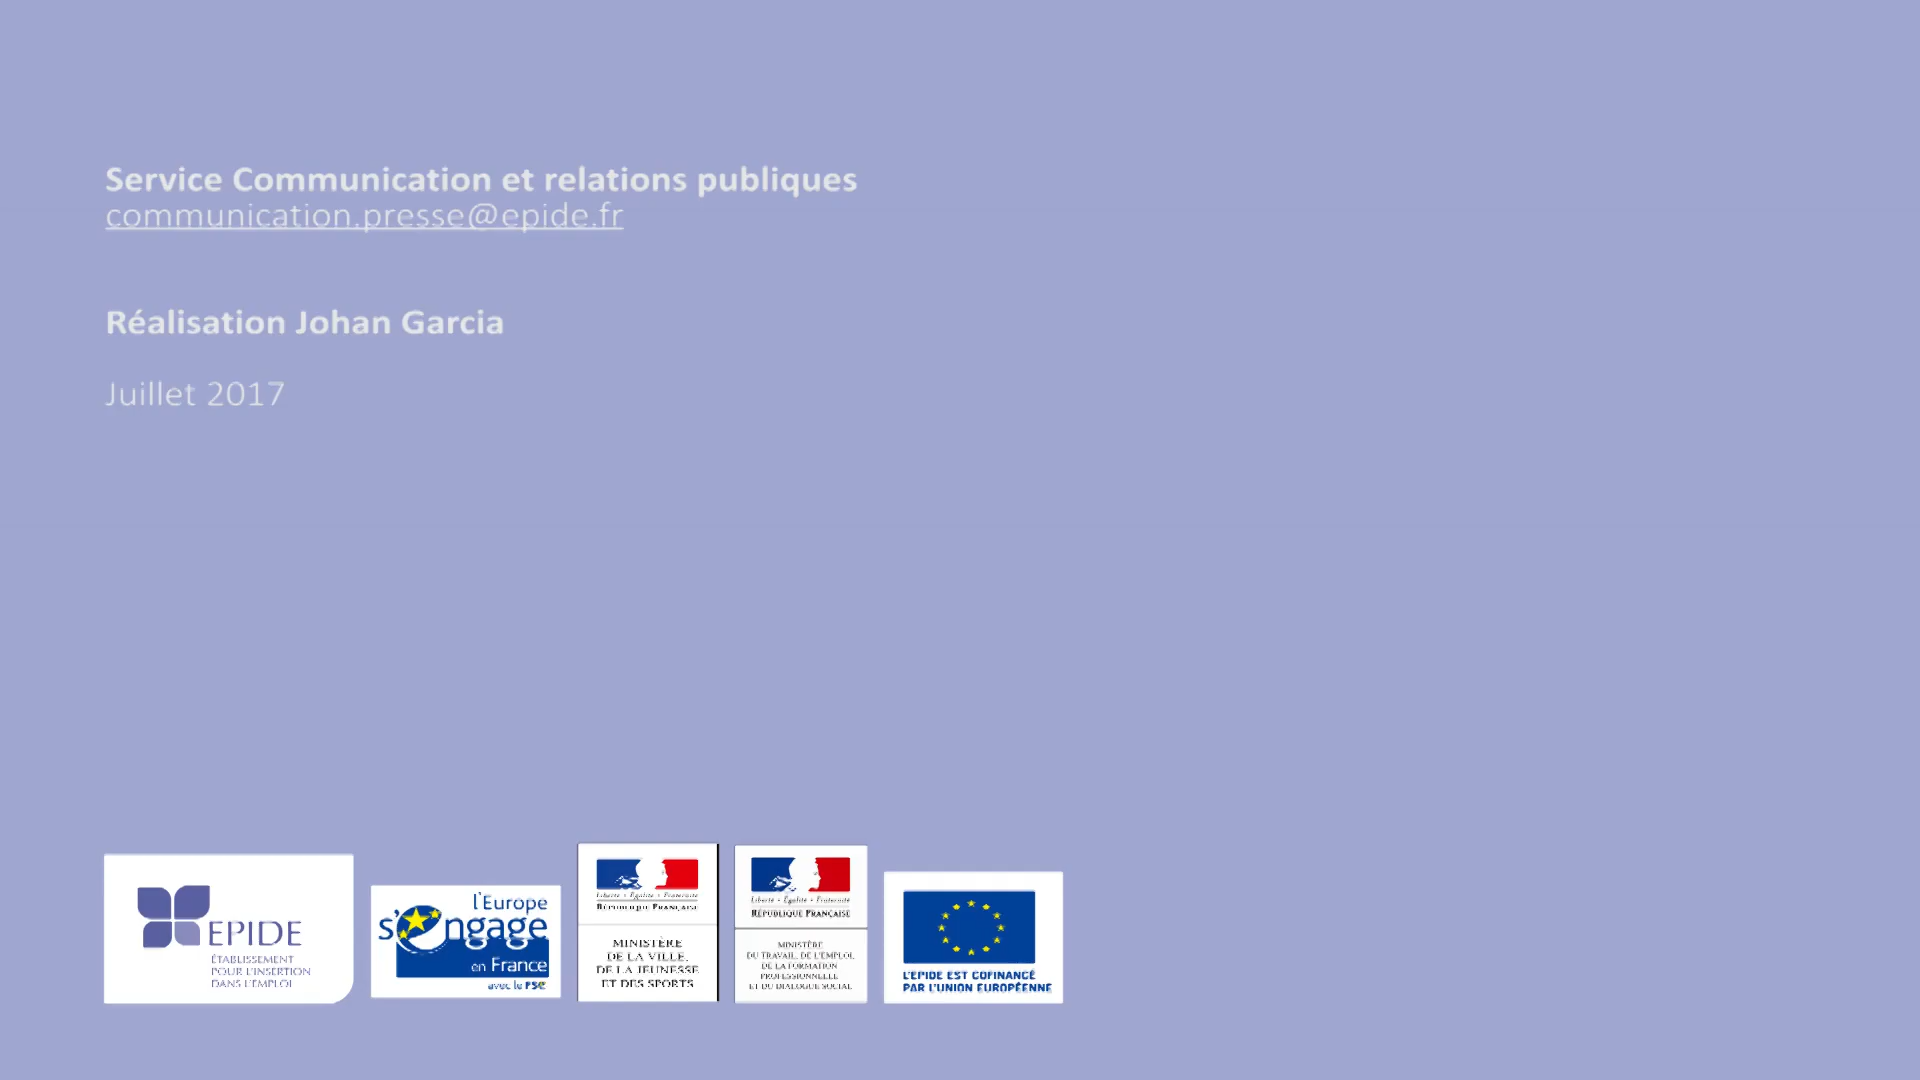 Service Communication et relations publiques
communication.presse@epide.fr
Réalisation Johan Garcia
Juillet 2017
EPIDE
ÉTABLISSEMENT
POUR L'INSERTION
DANS L'EMPLOI
l'Europe
s'engage
en France
avec le FSE
Liberté • Égalité • Fraternité
RÉPUBLIQUE FRANÇAISE
MINISTÈRE
DE LA VILLE,
DE LA JEUNESSE
ET DES SPORTS
Liberté • Égalité • Fraternité
RÉPUBLIQUE FRANÇAISE
MINISTÈRE
DU TRAVAIL, DE L'EMPLOI,
DE LA FORMATION
PROFESSIONNELLE
ET DU DIALOGUE SOCIAL
L'EPIDE EST COFINANCÉ
PAR L'UNION EUROPÉENNE